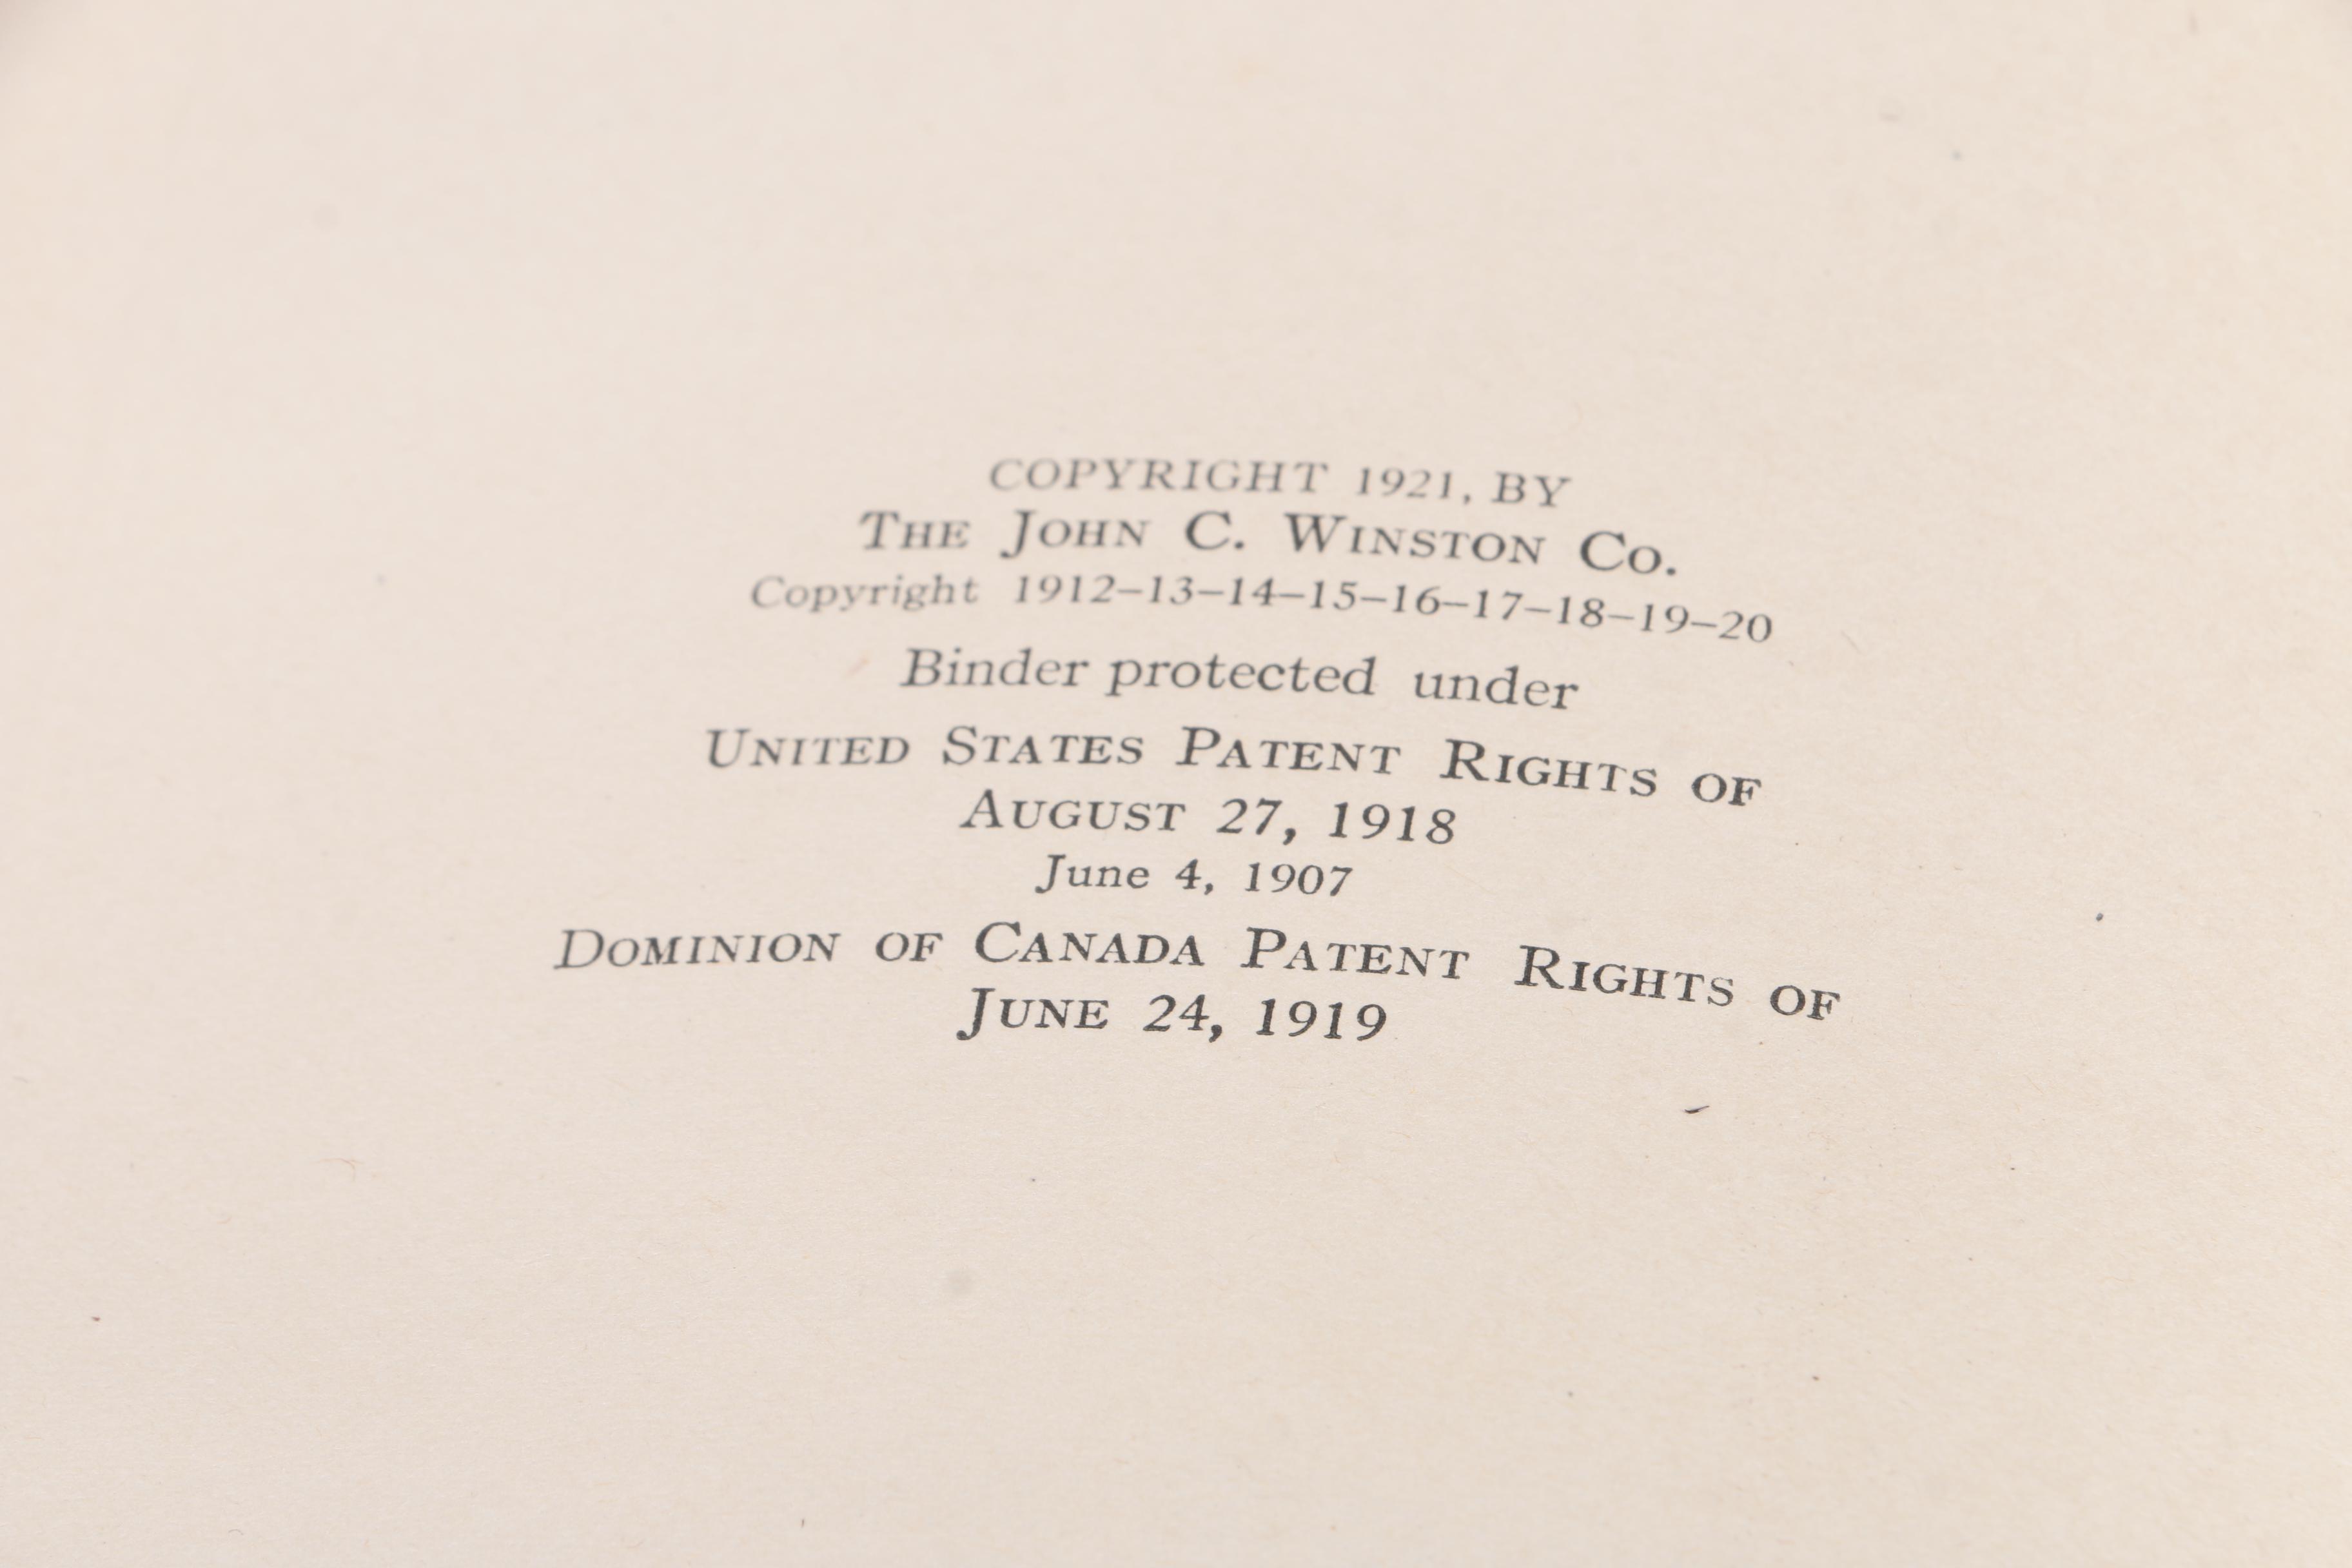 COPYRIGHT 1921, BY
THE JOHN C. WINSTON CO.
Copyright 1912–13–14–15–16–17–18–19–20
Binder protected under
UNITED STATES PATENT RIGHTS OF
AUGUST 27, 1918
June 4, 1907
DOMINION OF CANADA PATENT RIGHTS OF
JUNE 24, 1919